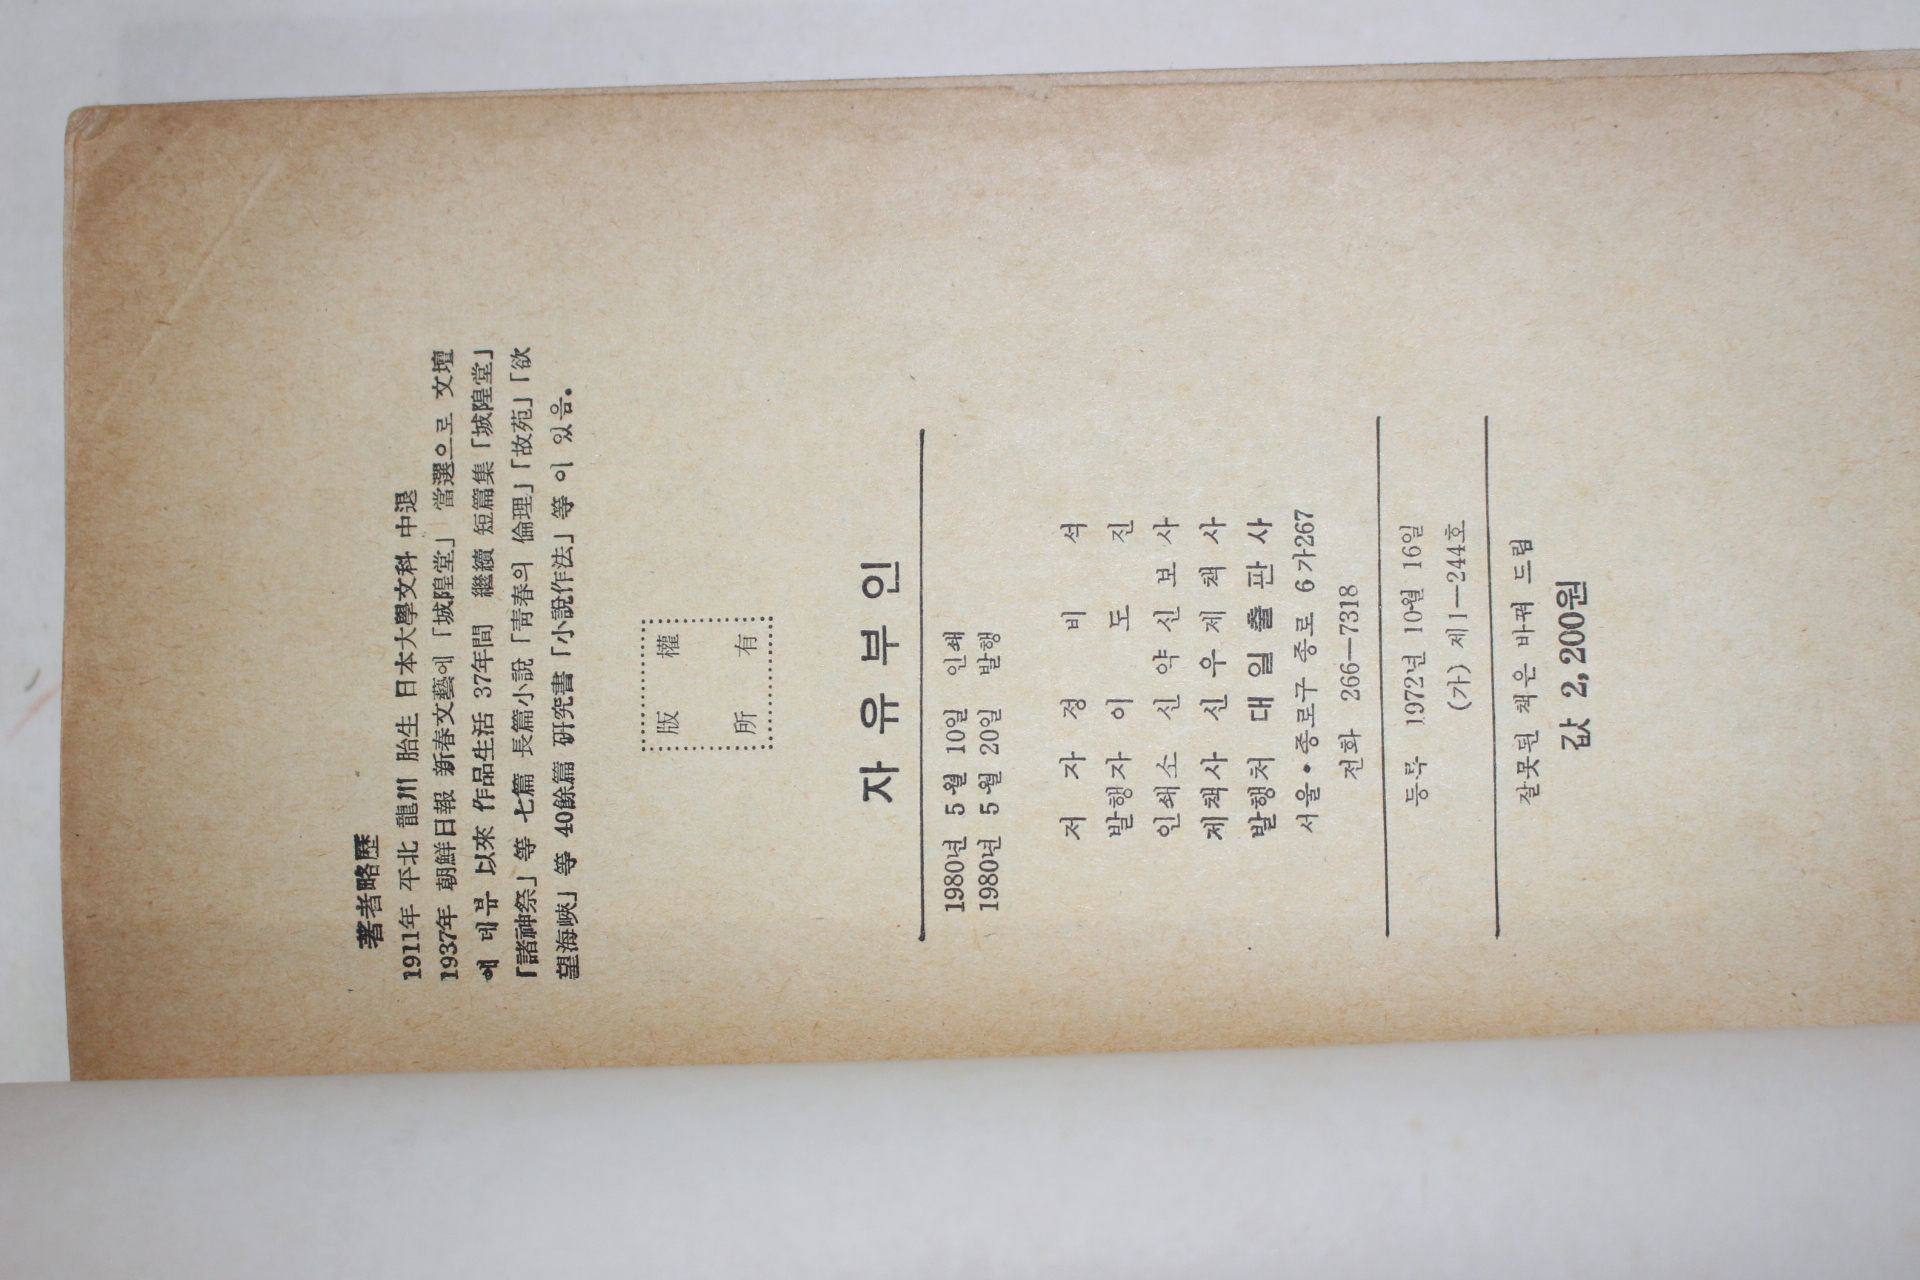 著者略歷
1911年 平北 龍川 胎生 日本大學文科 中退
1937年 朝鮮日報 新春文藝에 「城隍堂」 當選으로 文壇
에 데뷰 以來 作品生活 37年間 繼續 短篇集 「城隍堂」
「諸神祭」 等 七篇 長篇小說 「靑春의 倫理」 「故苑」 「欲
望海峽」 等 40餘篇 硏究書 「小說作法」 等 이 있음.
版 權
所 有
자 유 부 인
1980년 5월 10일 인쇄
1980년 5월 20일 발행
저 자 정 비 석
발행자 이 도 진
인쇄소 신 약 신 보 사
제책사 신 우 제 책 사
발행처 대 일 출 판 사
서울•종로구 종로 6가267
전화 266—7318
등록 1972년 10월 16일
(가) 제1—244호
잘못된 책은 바꿔 드림
값 2,200원